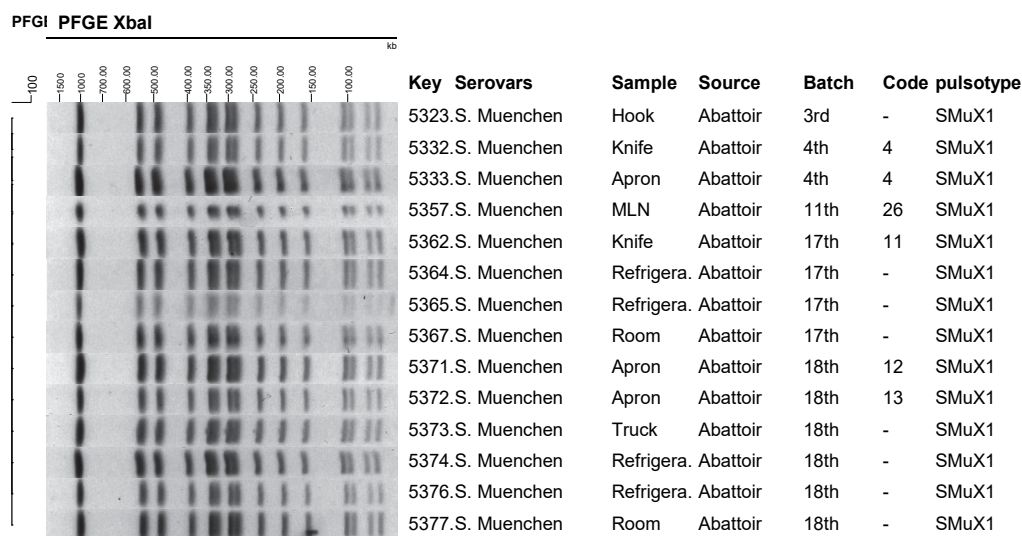 PFGE PFGE XbaI
kb
100 1500 1000 700.00 600.00 500.00 400.00 350.00 300.00 250.00 200.00 150.00 100.00
Key Serovars Sample Source Batch Code pulsotype
5323. S. Muenchen Hook Abattoir 3rd - SMuX1
5332. S. Muenchen Knife Abattoir 4th 4 SMuX1
5333. S. Muenchen Apron Abattoir 4th 4 SMuX1
5357. S. Muenchen MLN Abattoir 11th 26 SMuX1
5362. S. Muenchen Knife Abattoir 17th 11 SMuX1
5364. S. Muenchen Refrigera. Abattoir 17th - SMuX1
5365. S. Muenchen Refrigera. Abattoir 17th - SMuX1
5367. S. Muenchen Room Abattoir 17th - SMuX1
5371. S. Muenchen Apron Abattoir 18th 12 SMuX1
5372. S. Muenchen Apron Abattoir 18th 13 SMuX1
5373. S. Muenchen Truck Abattoir 18th - SMuX1
5374. S. Muenchen Refrigera. Abattoir 18th - SMuX1
5376. S. Muenchen Refrigera. Abattoir 18th - SMuX1
5377. S. Muenchen Room Abattoir 18th - SMuX1